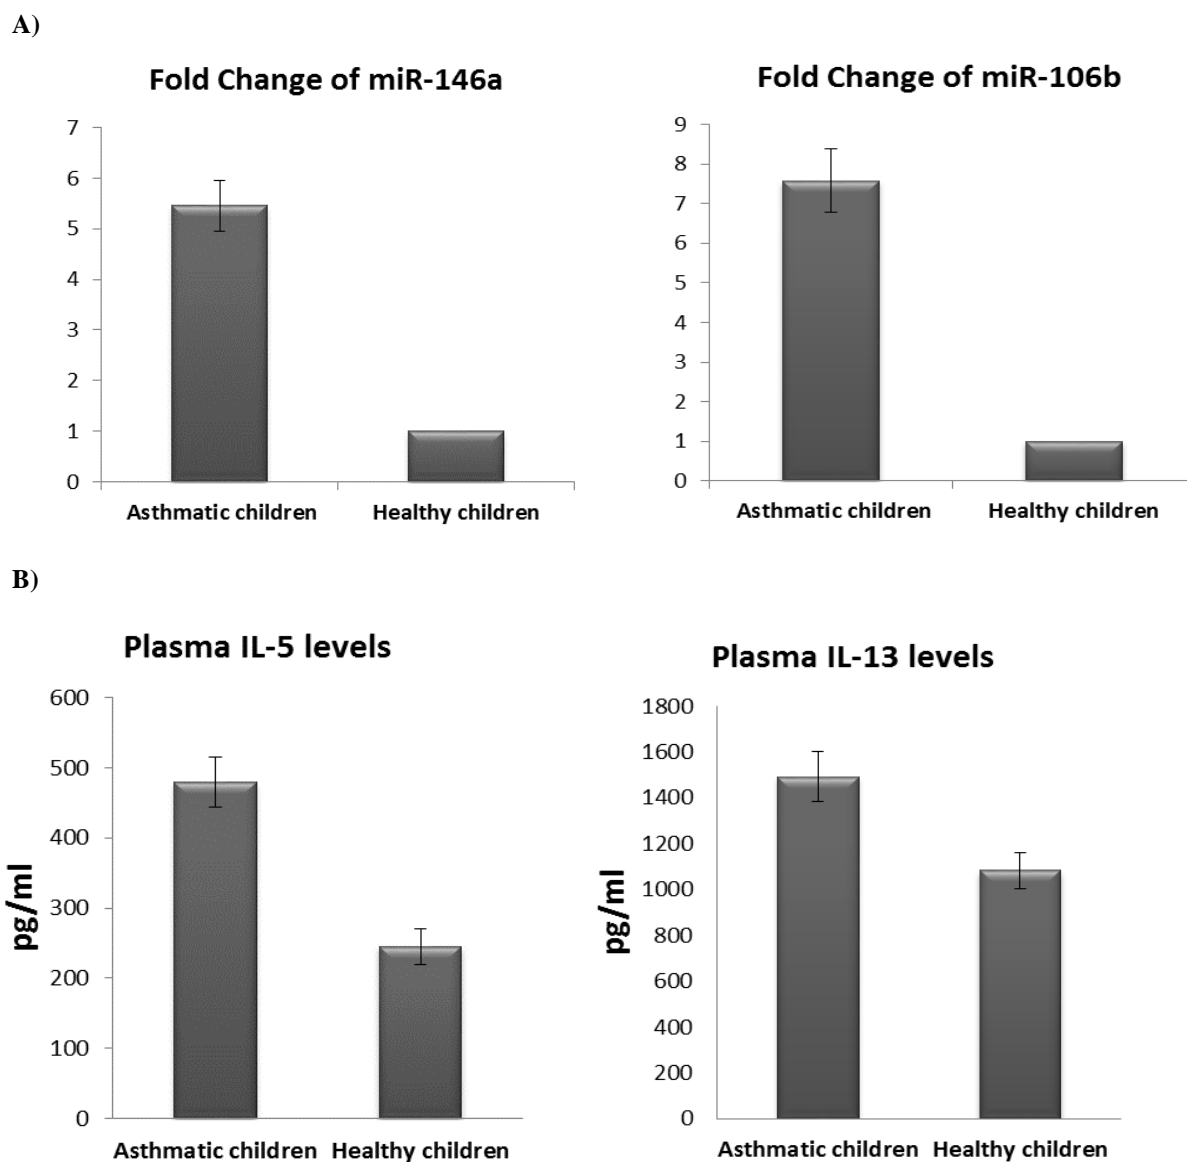 A)
Fold Change of miR-146a
7
6
5
4
3
2
1
0
Asthmatic children Healthy children
Fold Change of miR-106b
9
8
7
6
5
4
3
2
1
0
Asthmatic children Healthy children
B)
Plasma IL-5 levels
pg/ml
600
500
400
300
200
100
0
Asthmatic children Healthy children
Plasma IL-13 levels
pg/ml
1800
1600
1400
1200
1000
800
600
400
200
0
Asthmatic children Healthy children